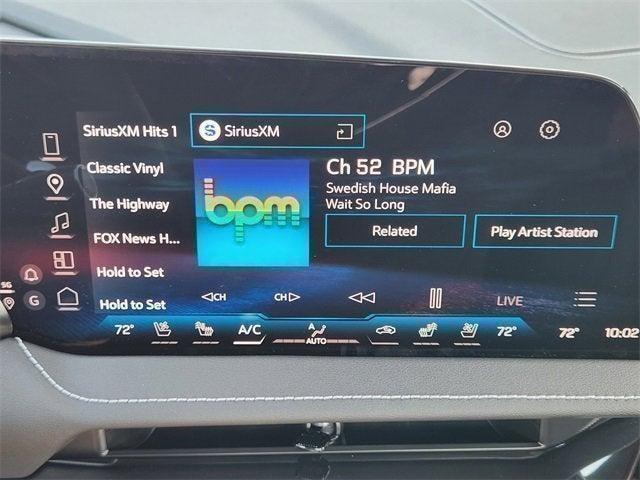 SiriusXM Hits 1
SiriusXM
Classic Vinyl
The Highway
FOX News H...
Hold to Set
Hold to Set
bpm
Ch 52 BPM
Swedish House Mafia
Wait So Long
Related
Play Artist Station
CH
CH
LIVE
5G
G
72°
A/C
A
AUTO
72°
72°
10:02